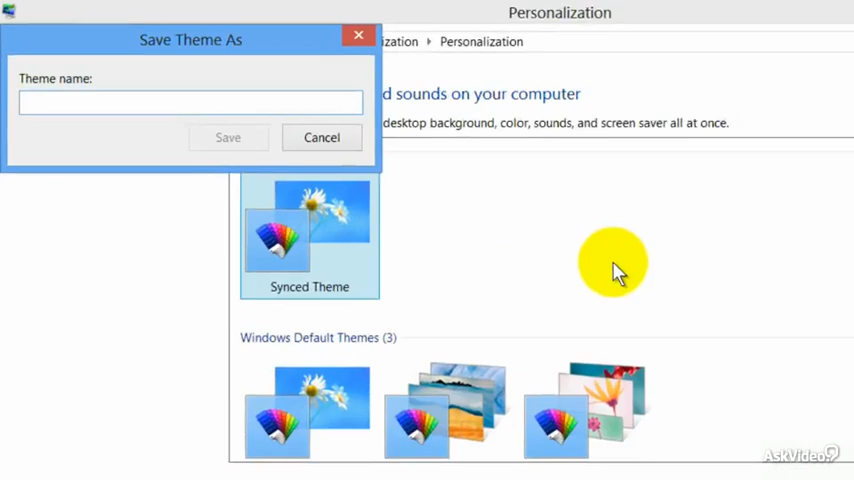 Personalization
Save Theme As
ization
Personalization
Theme name:
d sounds on your computer
desktop background, color, sounds, and screen saver all at once.
Save
Cancel
Synced Theme
Windows Default Themes (3)
AskVideo